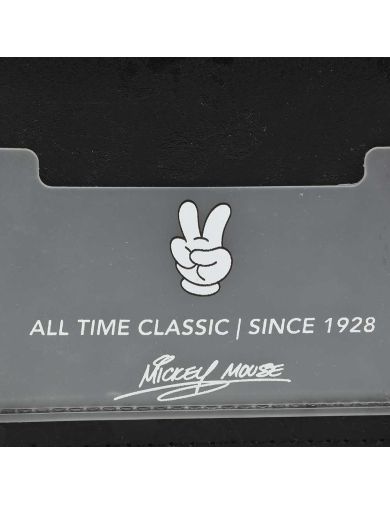 ALL TIME CLASSIC | SINCE 1928
Mickey Mouse